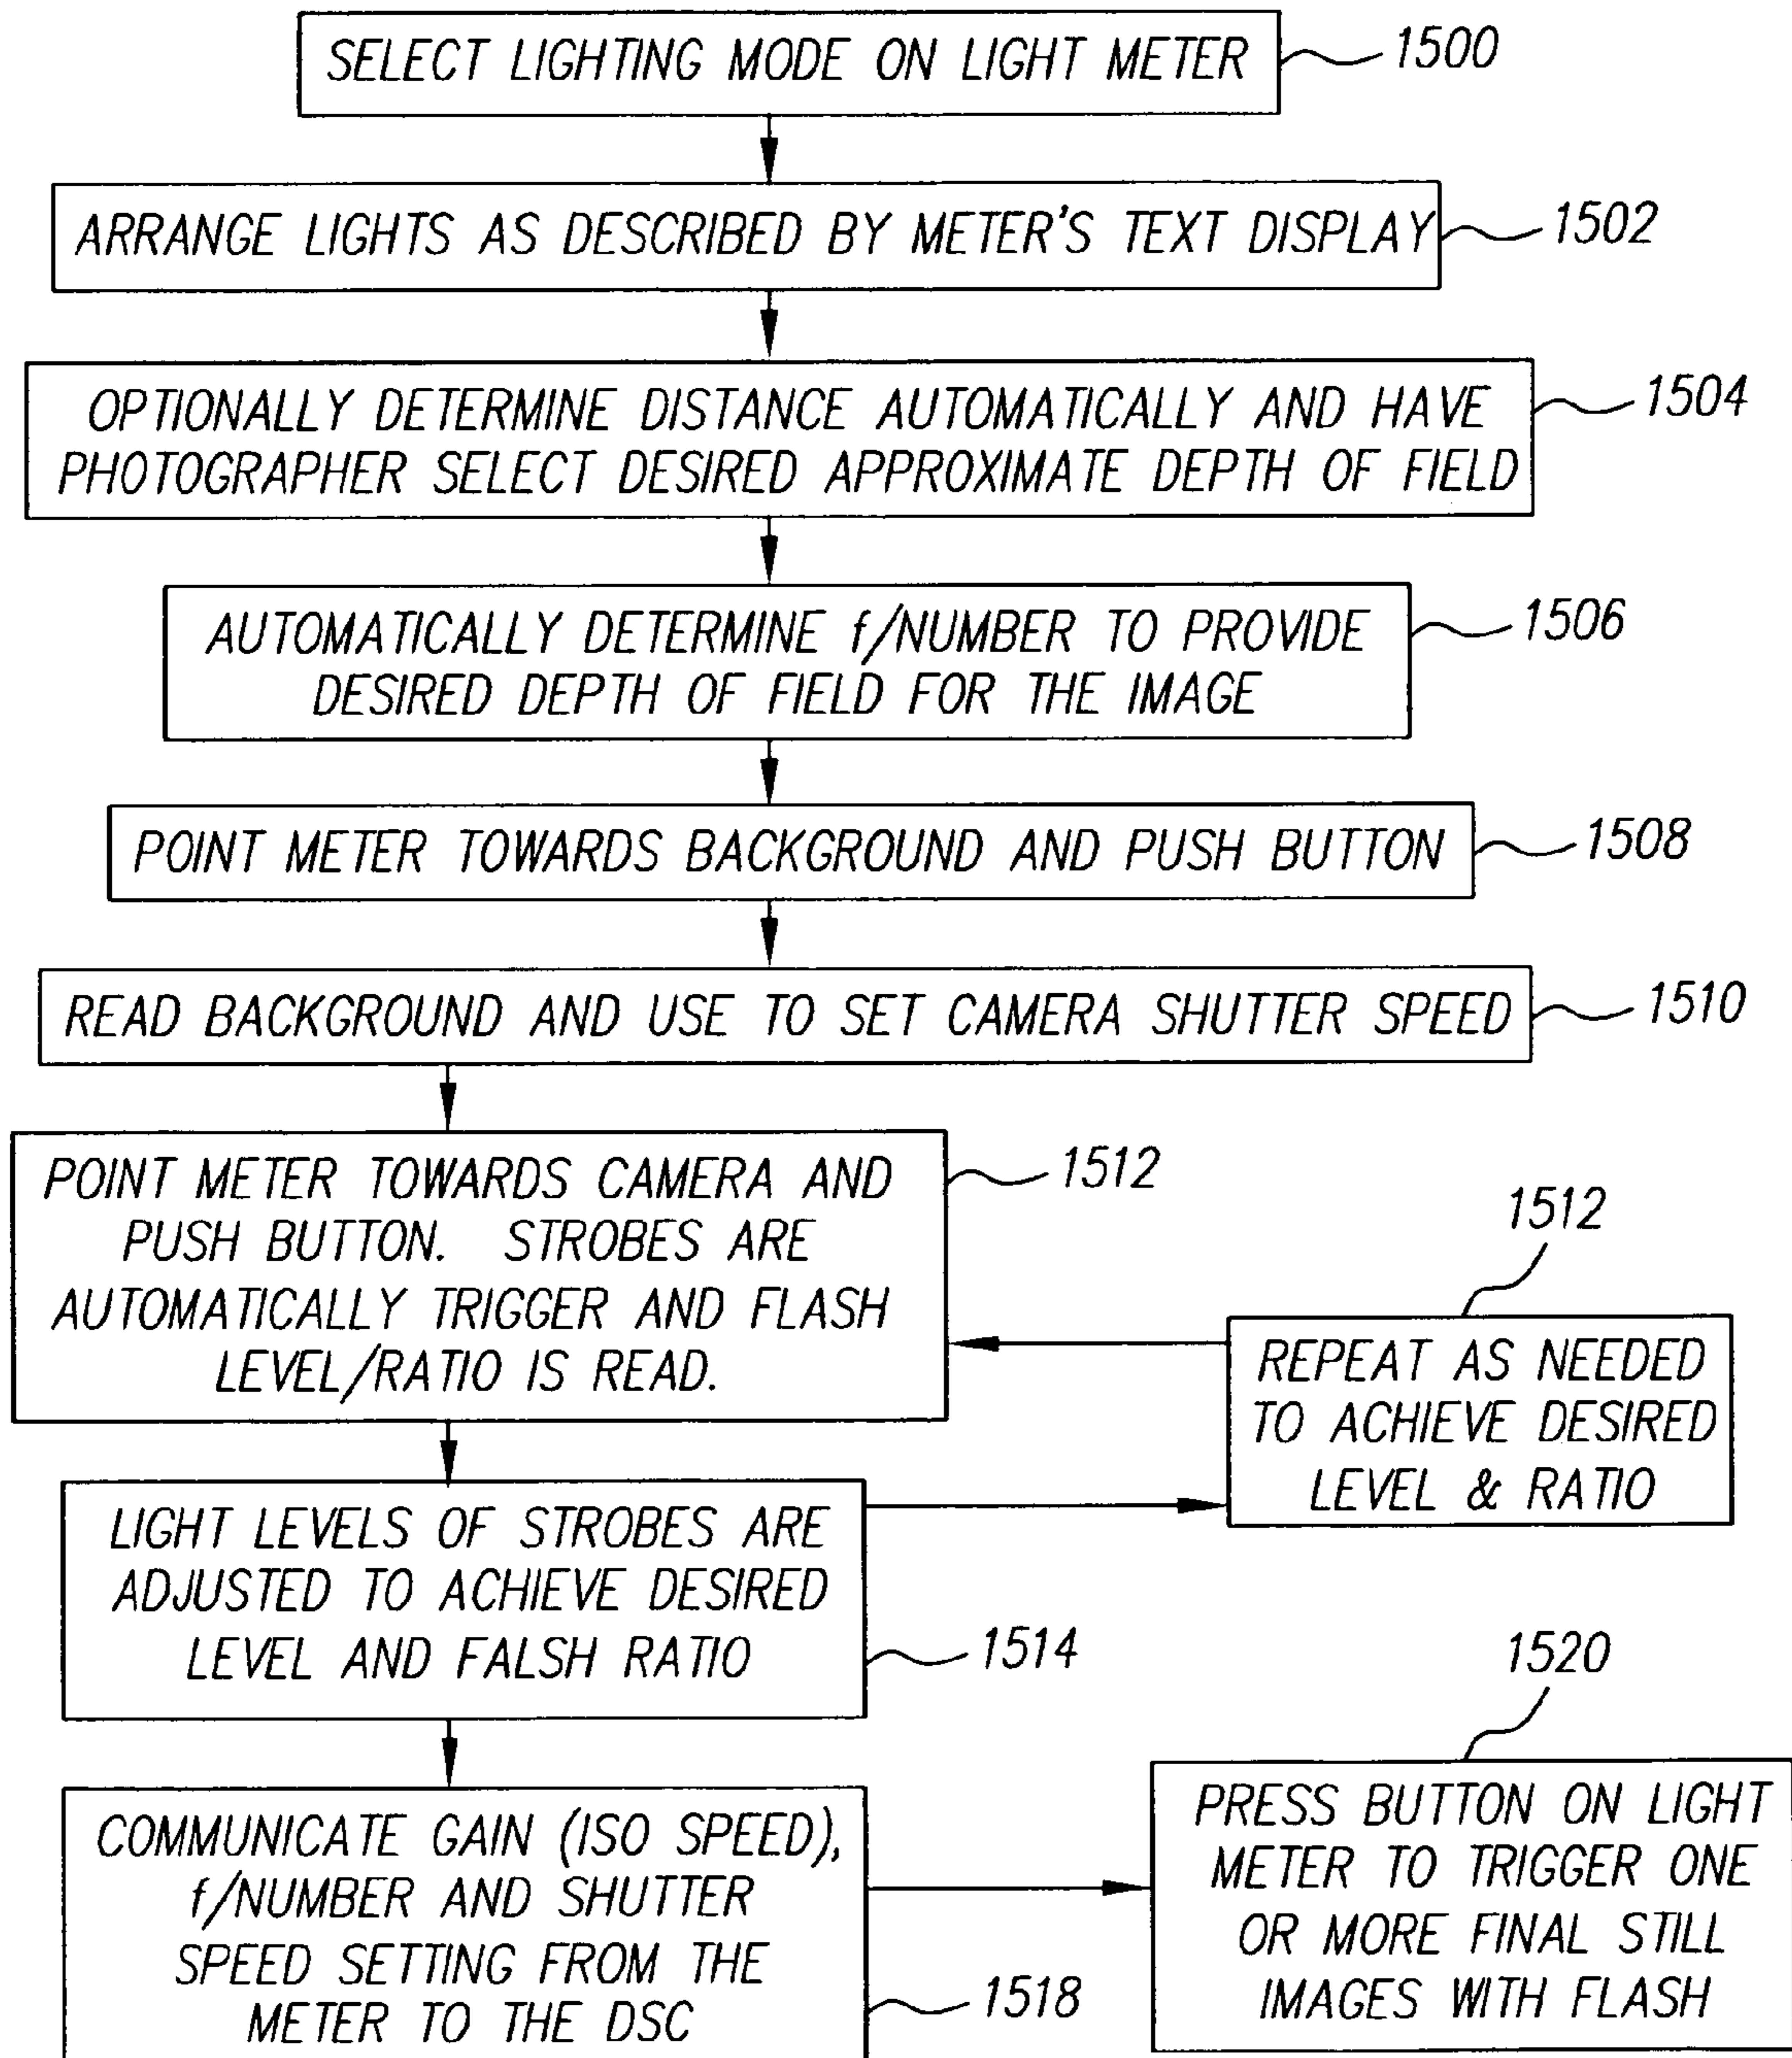 SELECT LIGHTING MODE ON LIGHT METER
1500
ARRANGE LIGHTS AS DESCRIBED BY METER'S TEXT DISPLAY
1502
OPTIONALLY DETERMINE DISTANCE AUTOMATICALLY AND HAVE
PHOTOGRAPHER SELECT DESIRED APPROXIMATE DEPTH OF FIELD
1504
AUTOMATICALLY DETERMINE f/NUMBER TO PROVIDE
DESIRED DEPTH OF FIELD FOR THE IMAGE
1506
POINT METER TOWARDS BACKGROUND AND PUSH BUTTON
1508
READ BACKGROUND AND USE TO SET CAMERA SHUTTER SPEED
1510
POINT METER TOWARDS CAMERA AND
PUSH BUTTON. STROBES ARE
AUTOMATICALLY TRIGGER AND FLASH
LEVEL/RATIO IS READ.
1512
1512
REPEAT AS NEEDED
TO ACHIEVE DESIRED
LEVEL & RATIO
LIGHT LEVELS OF STROBES ARE
ADJUSTED TO ACHIEVE DESIRED
LEVEL AND FALSH RATIO
1514
COMMUNICATE GAIN (ISO SPEED),
f/NUMBER AND SHUTTER
SPEED SETTING FROM THE
METER TO THE DSC
1518
1520
PRESS BUTTON ON LIGHT
METER TO TRIGGER ONE
OR MORE FINAL STILL
IMAGES WITH FLASH